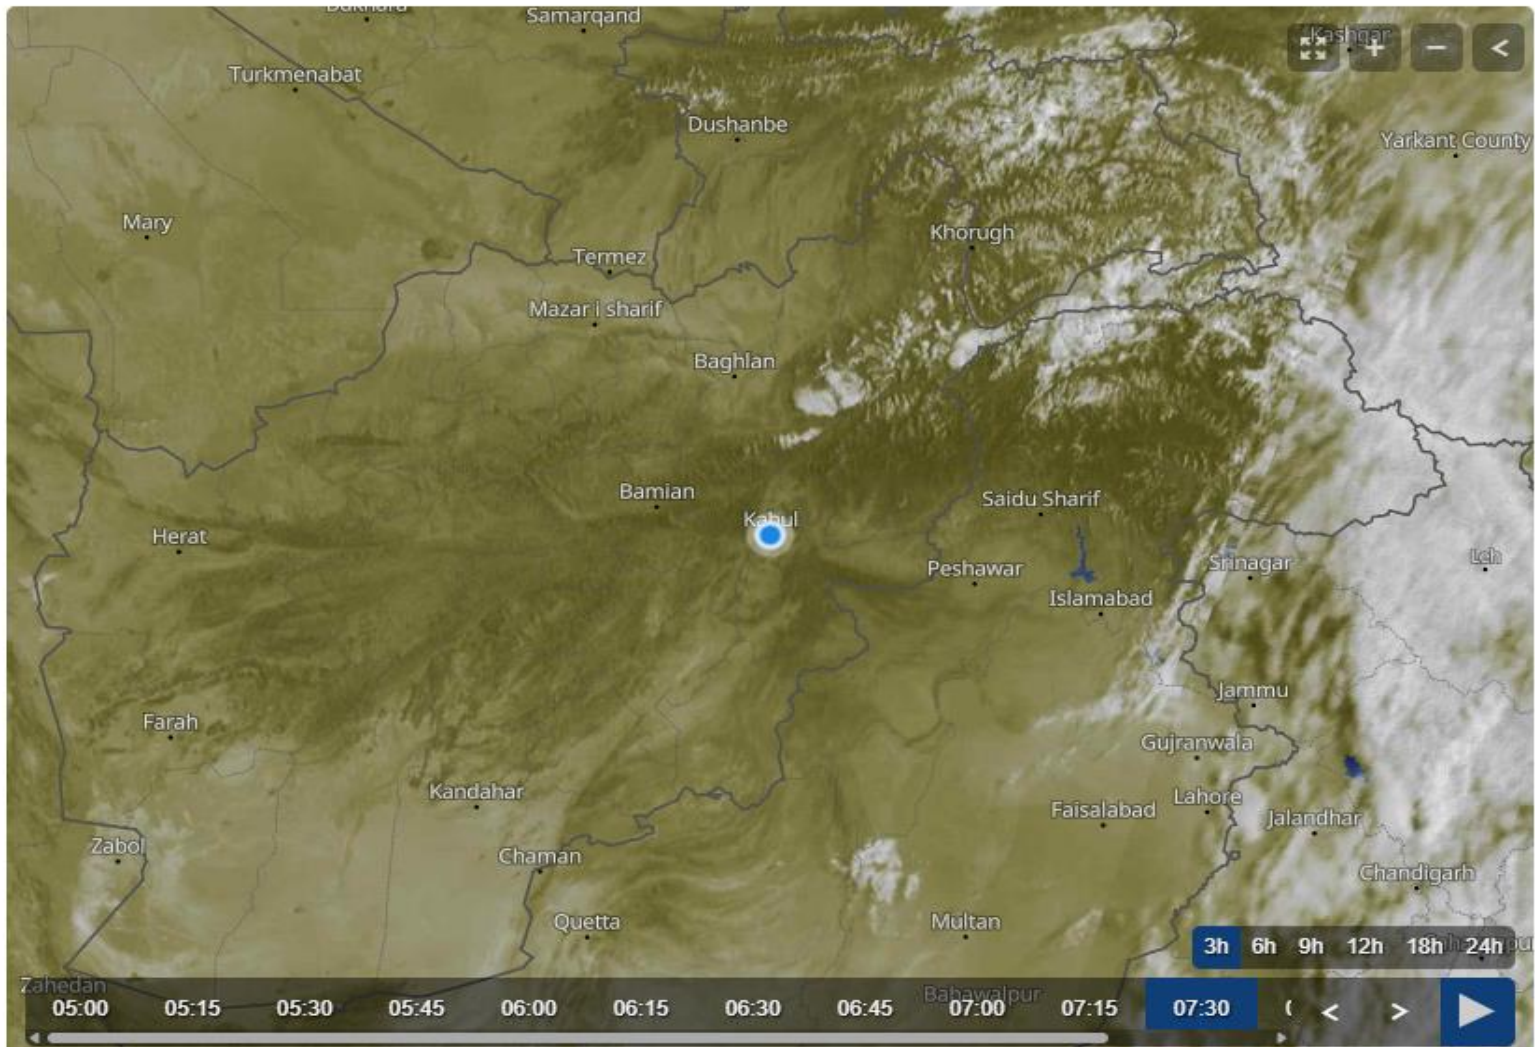 Samarqand
Kashgar
Turkmenabat
Dushanbe
Yarkant County
Mary
Khorugh
Termez
Mazar i sharif
Baghlan
Bamian
Saidu Sharif
Kabul
Herat
Srinagar
Leh
Peshawar
Islamabad
Jammu
Farah
Gujranwala
Kandahar
Lahore
Faisalabad
Jalandhar
Zabol
Chaman
Chandigarh
Quetta
Multan
3h 6h 9h 12h 18h 24h
Zahedan
Bahawalpur
05:00 05:15 05:30 05:45 06:00 06:15 06:30 06:45 07:00 07:15 07:30